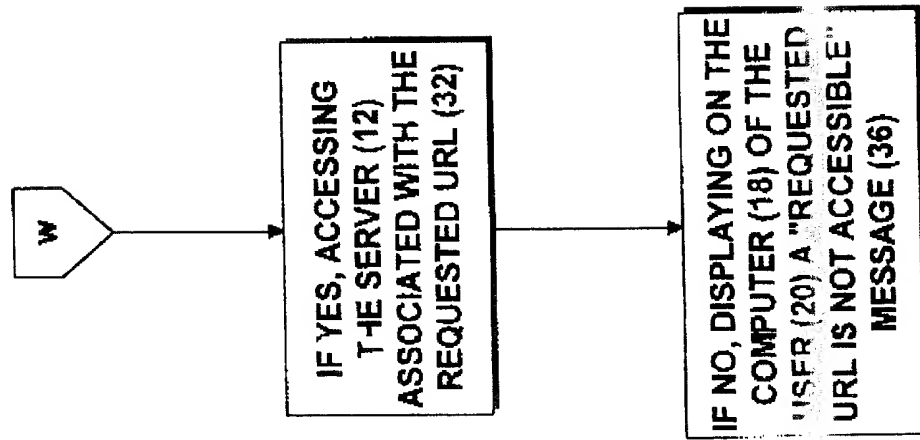 W
IF YES, ACCESSING
THE SERVER (12)
ASSOCIATED WITH THE
REQUESTED URL (32)
IF NO, DISPLAYING ON THE
COMPUTER (18) OF THE
USER (20) A "REQUESTED
URL IS NOT ACCESSIBLE"
MESSAGE (36)